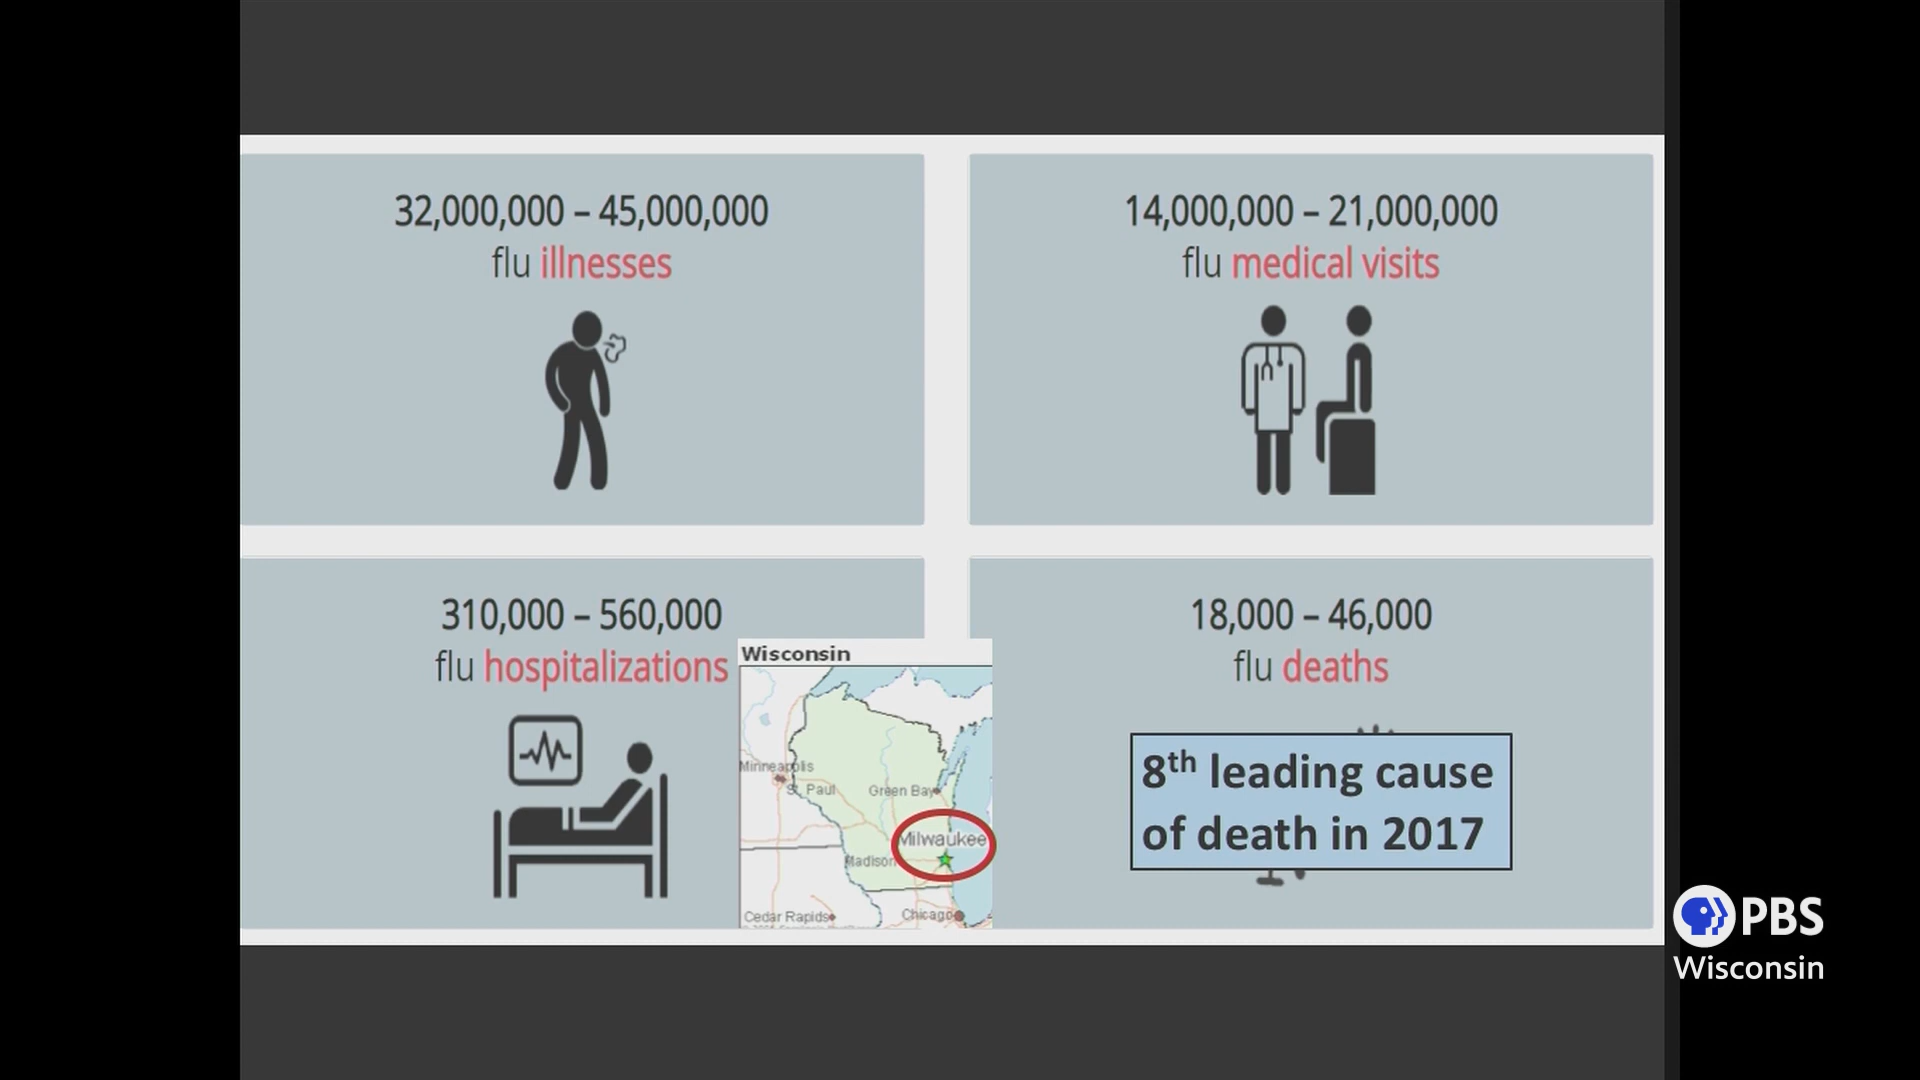 32,000,000 – 45,000,000
flu illnesses
14,000,000 – 21,000,000
flu medical visits
310,000 – 560,000
flu hospitalizations
18,000 – 46,000
flu deaths
Wisconsin
Minneapolis
St. Paul
Green Bay
Milwaukee
Madison
Cedar Rapids
Chicago
8th leading cause
of death in 2017
PBS
Wisconsin